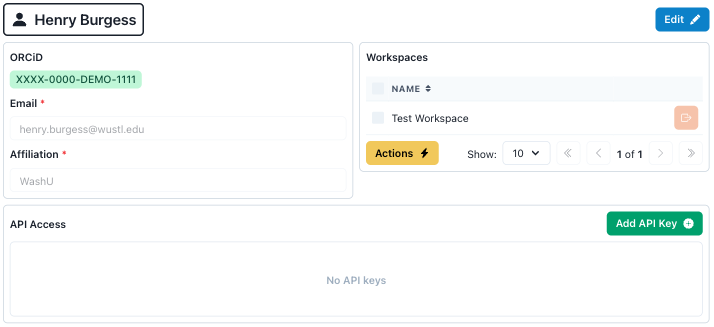 Henry Burgess
Edit
ORCiD
XXXX-0000-DEMO-1111
Email *
henry.burgess@wustl.edu
Affiliation *
WashU
Workspaces
NAME
Test Workspace
Actions
Show: 10
1 of 1
API Access
Add API Key
No API keys